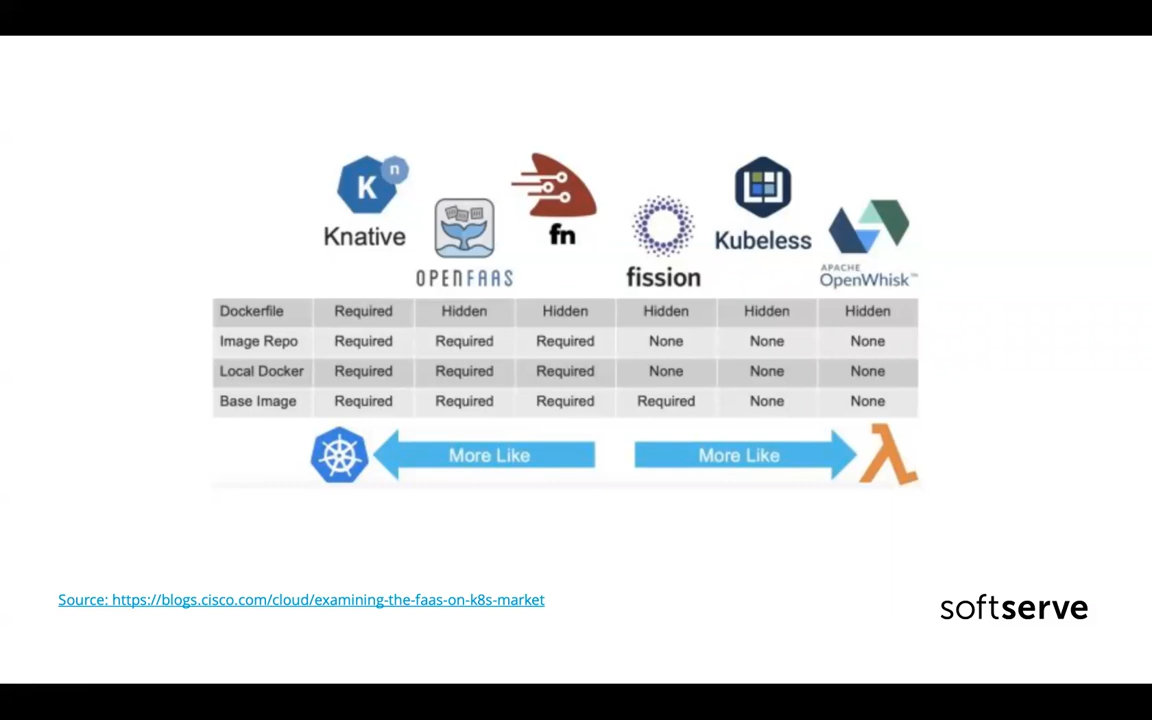 K n
Knative
OPENFAAS
fn
fission
Kubeless
APACHE
OpenWhisk™
Dockerfile Required Hidden Hidden Hidden Hidden Hidden
Image Repo Required Required Required None None None
Local Docker Required Required Required None None None
Base Image Required Required Required Required None None
More Like More Like
Source: https://blogs.cisco.com/cloud/examining-the-faas-on-k8s-market
softserve